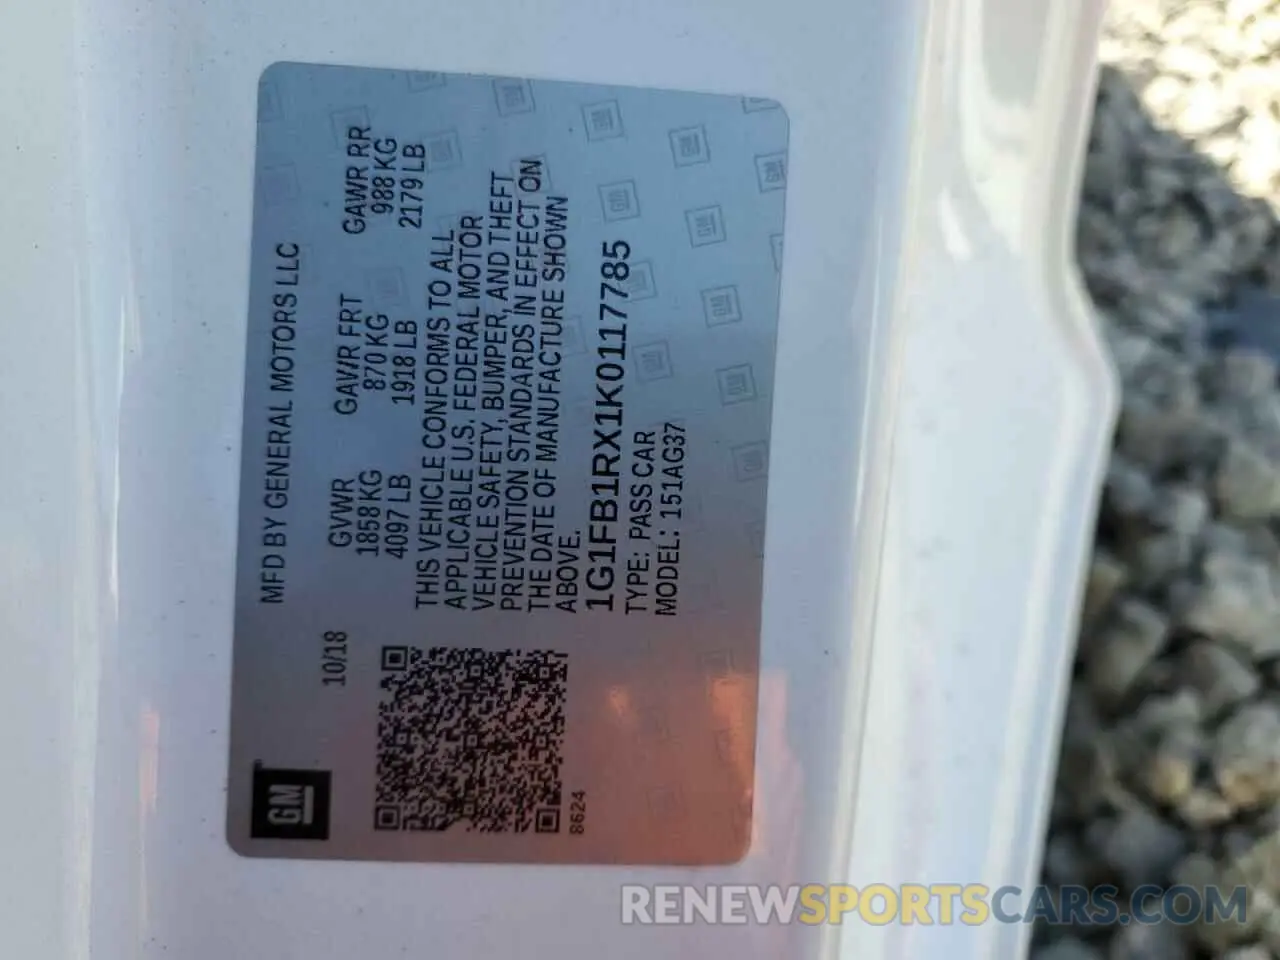 GM
MFD BY GENERAL MOTORS LLC
10/18
GVWR GAWR FRT GAWR RR
1858 KG 870 KG 988 KG
4097 LB 1918 LB 2179 LB
THIS VEHICLE CONFORMS TO ALL
APPLICABLE U.S. FEDERAL MOTOR
VEHICLE SAFETY, BUMPER, AND THEFT
PREVENTION STANDARDS IN EFFECT ON
THE DATE OF MANUFACTURE SHOWN
ABOVE.
1G1FB1RX1K0117785
TYPE: PASS CAR
MODEL: 151AG37
8624
RENEWSPORTSCARS.COM